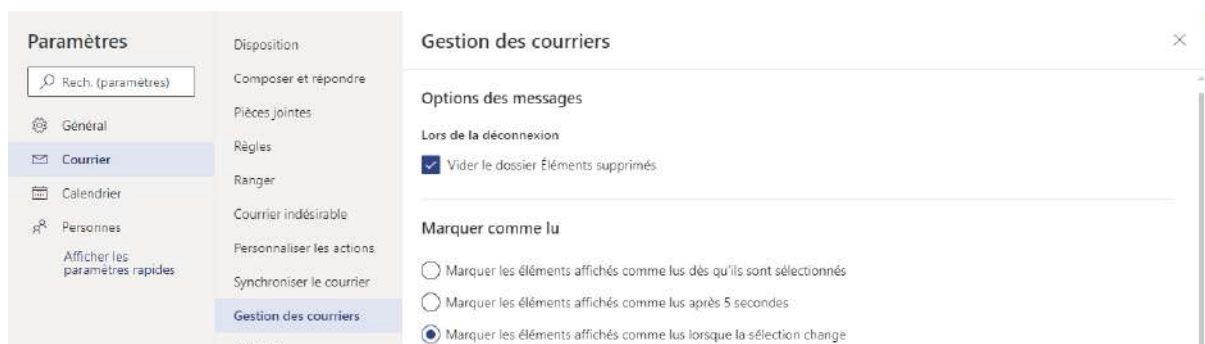 Paramètres
Rech. (paramètres)
Général
Courrier
Calendrier
Personnes
Afficher les
paramètres rapides
Disposition
Composer et répondre
Pièces jointes
Règles
Ranger
Courrier indésirable
Personnaliser les actions
Synchroniser le courrier
Gestion des courriers
Gestion des courriers
Options des messages
Lors de la déconnexion
Vider le dossier Éléments supprimés
Marquer comme lu
Marquer les éléments affichés comme lus dès qu'ils sont sélectionnés
Marquer les éléments affichés comme lus après 5 secondes
Marquer les éléments affichés comme lus lorsque la sélection change